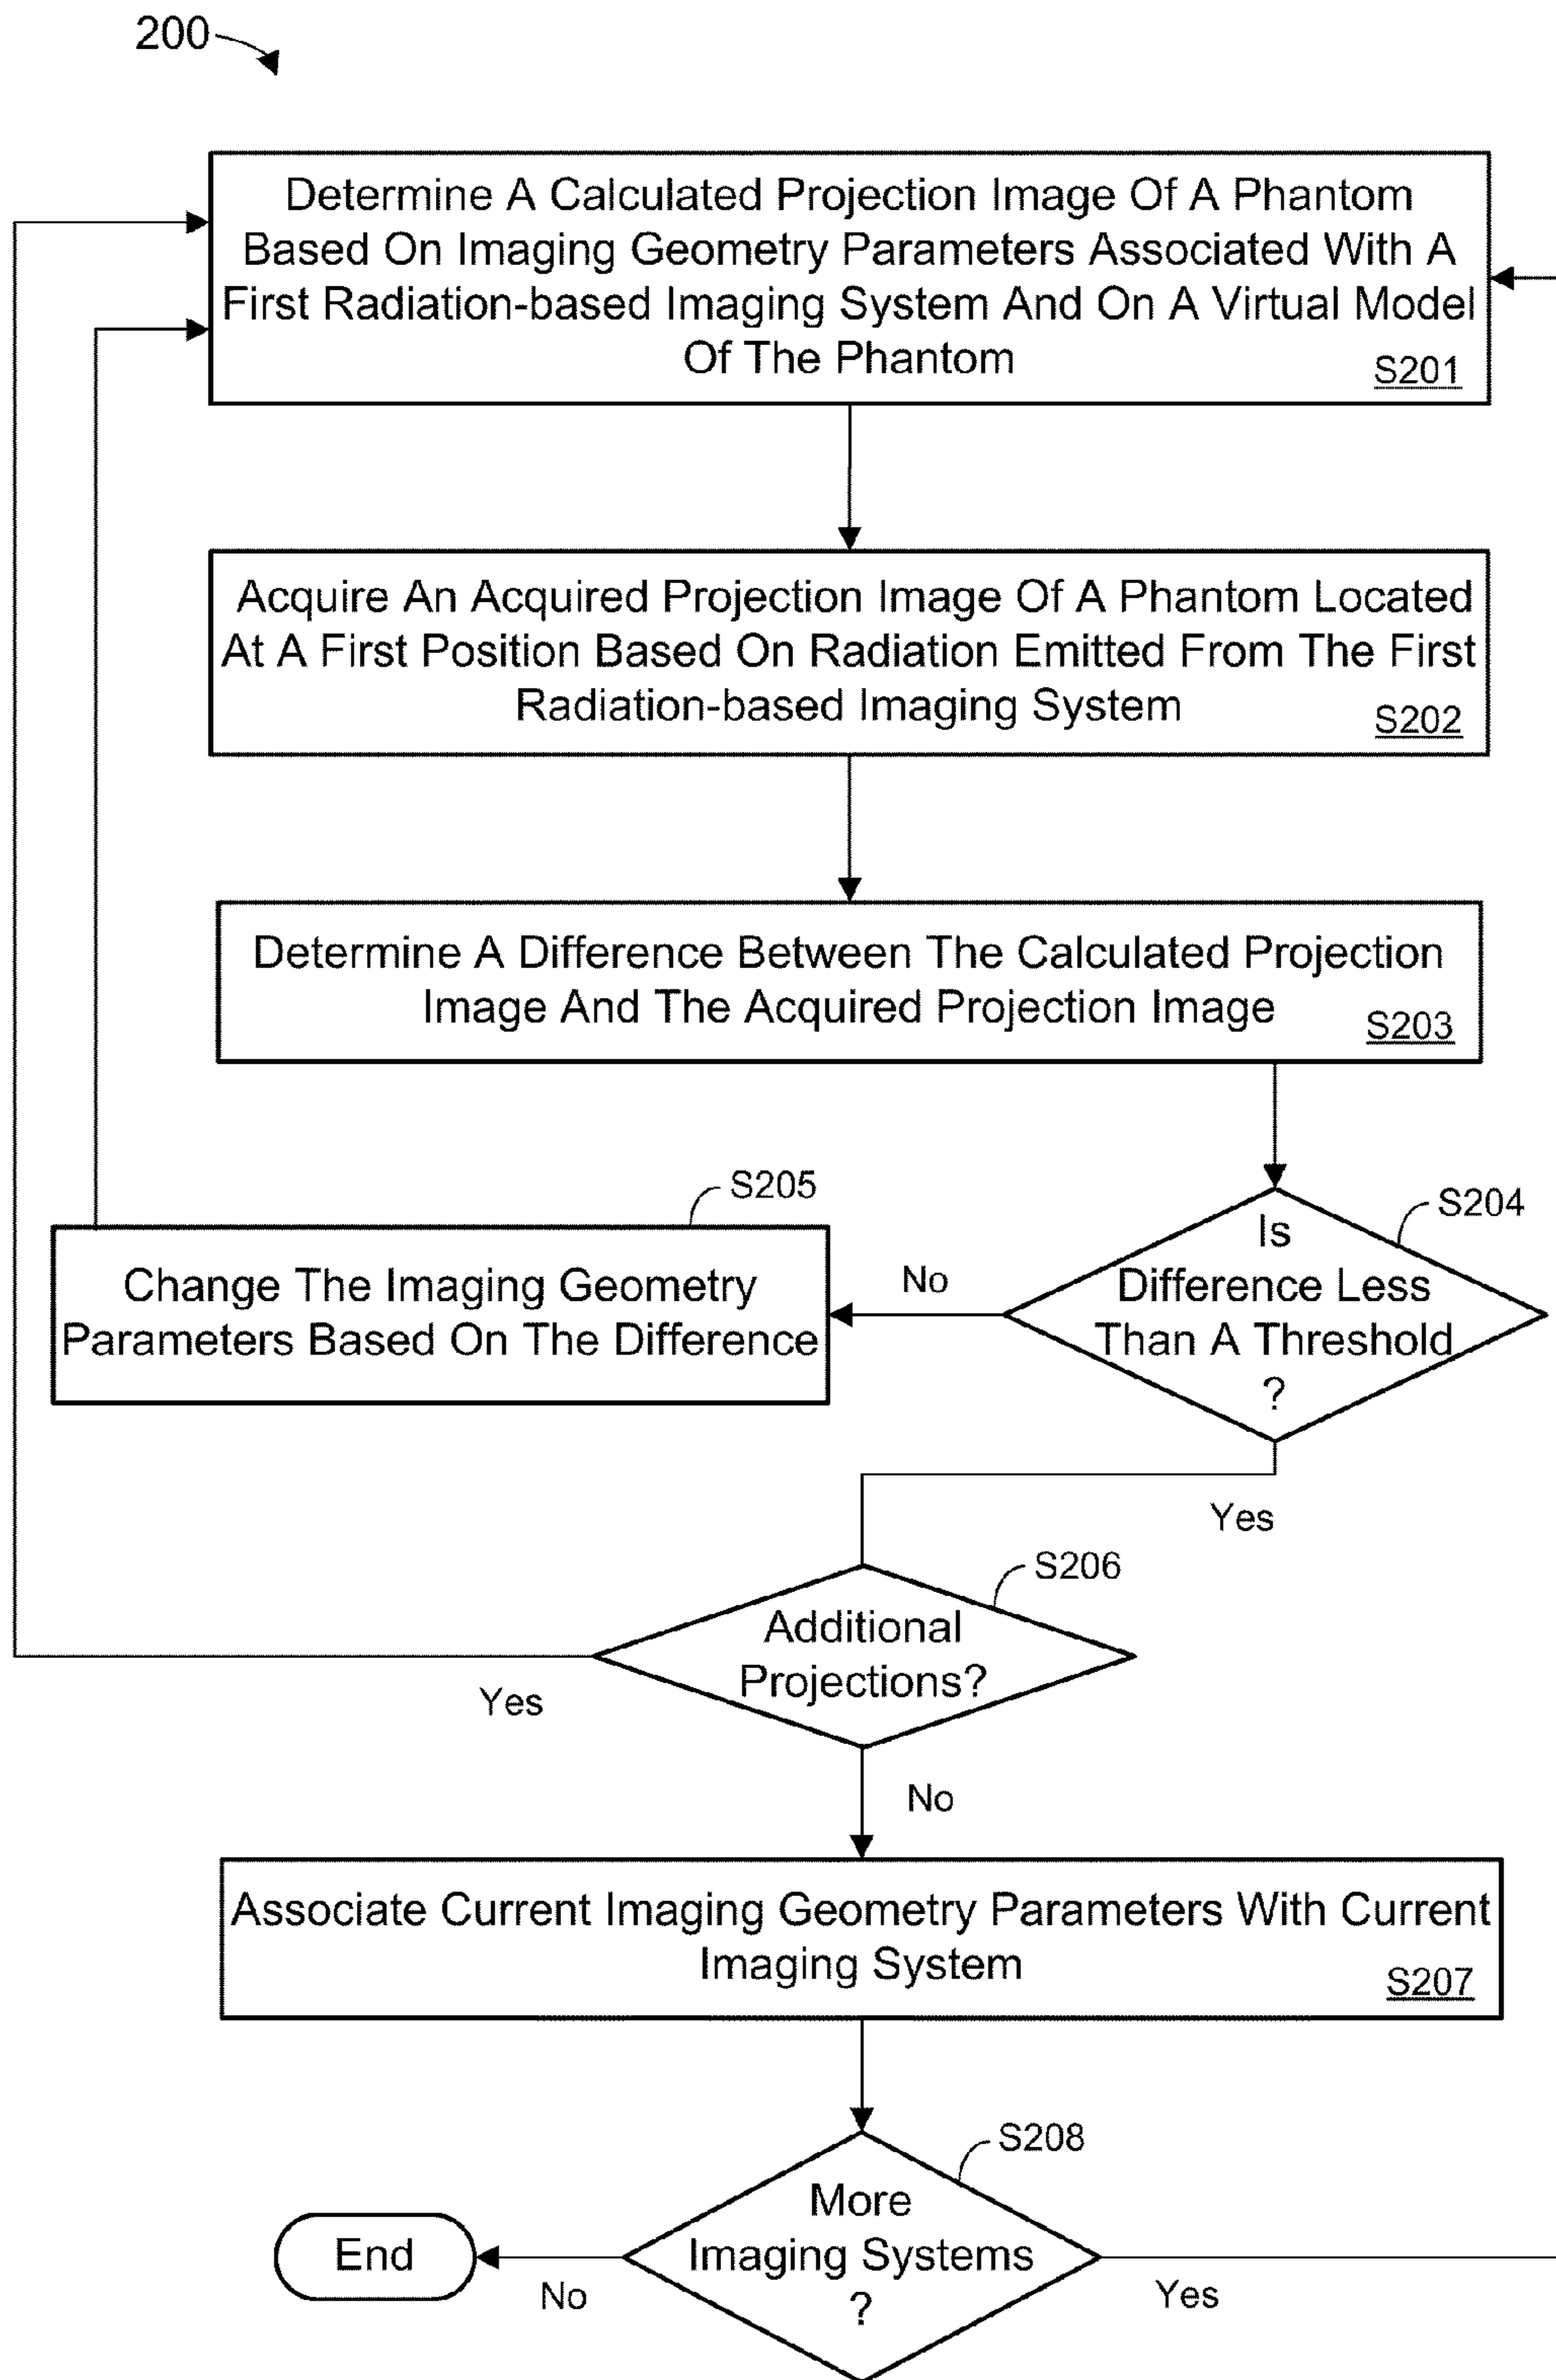 200
Determine A Calculated Projection Image Of A Phantom
Based On Imaging Geometry Parameters Associated With A
First Radiation-based Imaging System And On A Virtual Model
Of The Phantom
S201
Acquire An Acquired Projection Image Of A Phantom Located
At A First Position Based On Radiation Emitted From The First
Radiation-based Imaging System
S202
Determine A Difference Between The Calculated Projection
Image And The Acquired Projection Image
S203
S205
Change The Imaging Geometry
Parameters Based On The Difference
No
S204
Is
Difference Less
Than A Threshold
?
Yes
S206
Additional
Projections?
Yes
No
Associate Current Imaging Geometry Parameters With Current
Imaging System
S207
S208
More
Imaging Systems
?
End
No
Yes